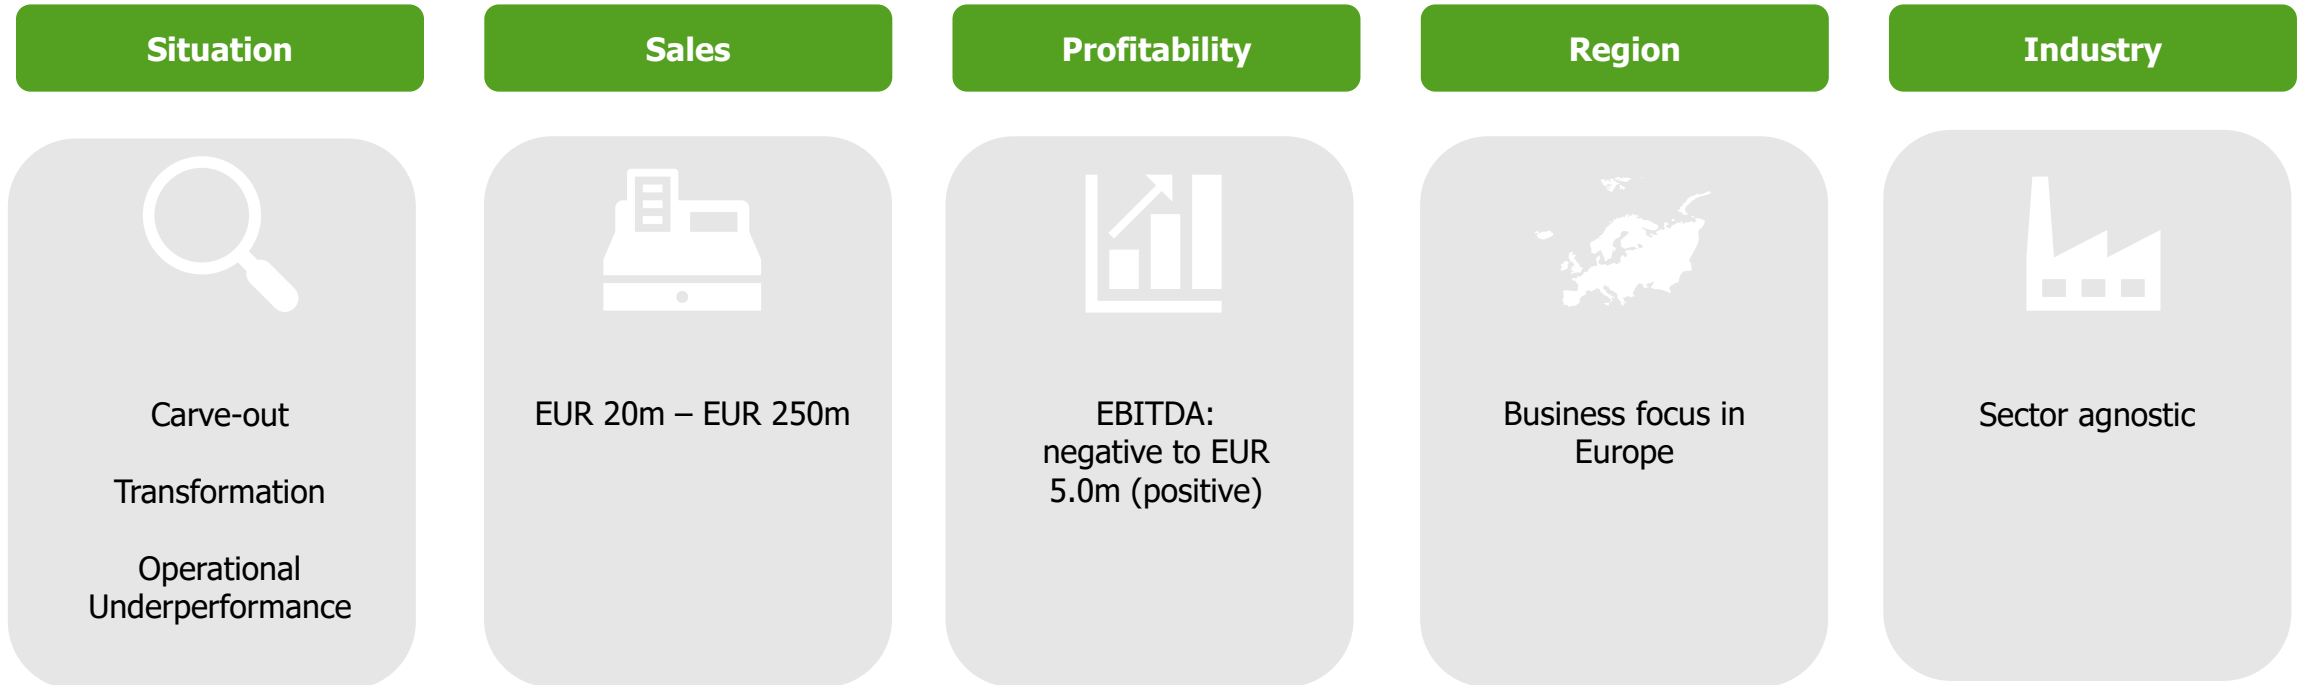 Situation
Sales
Profitability
Region
Industry
Carve-out
Transformation
Operational
Underperformance
EUR 20m – EUR 250m
EBITDA:
negative to EUR
5.0m (positive)
Business focus in
Europe
Sector agnostic